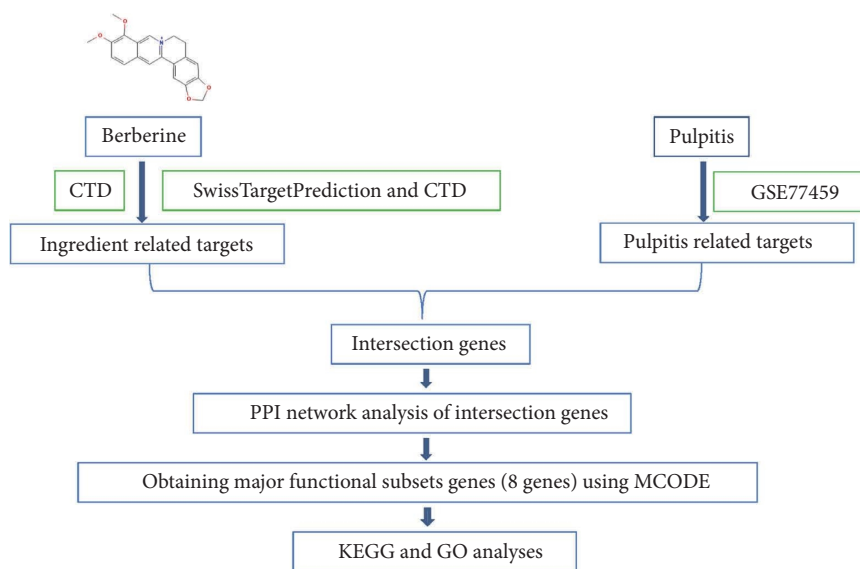 O
O
N+
O
O
Berberine
Pulpitis
CTD
SwissTargetPrediction and CTD
GSE77459
Ingredient related targets
Pulpitis related targets
Intersection genes
PPI network analysis of intersection genes
Obtaining major functional subsets genes (8 genes) using MCODE
KEGG and GO analyses